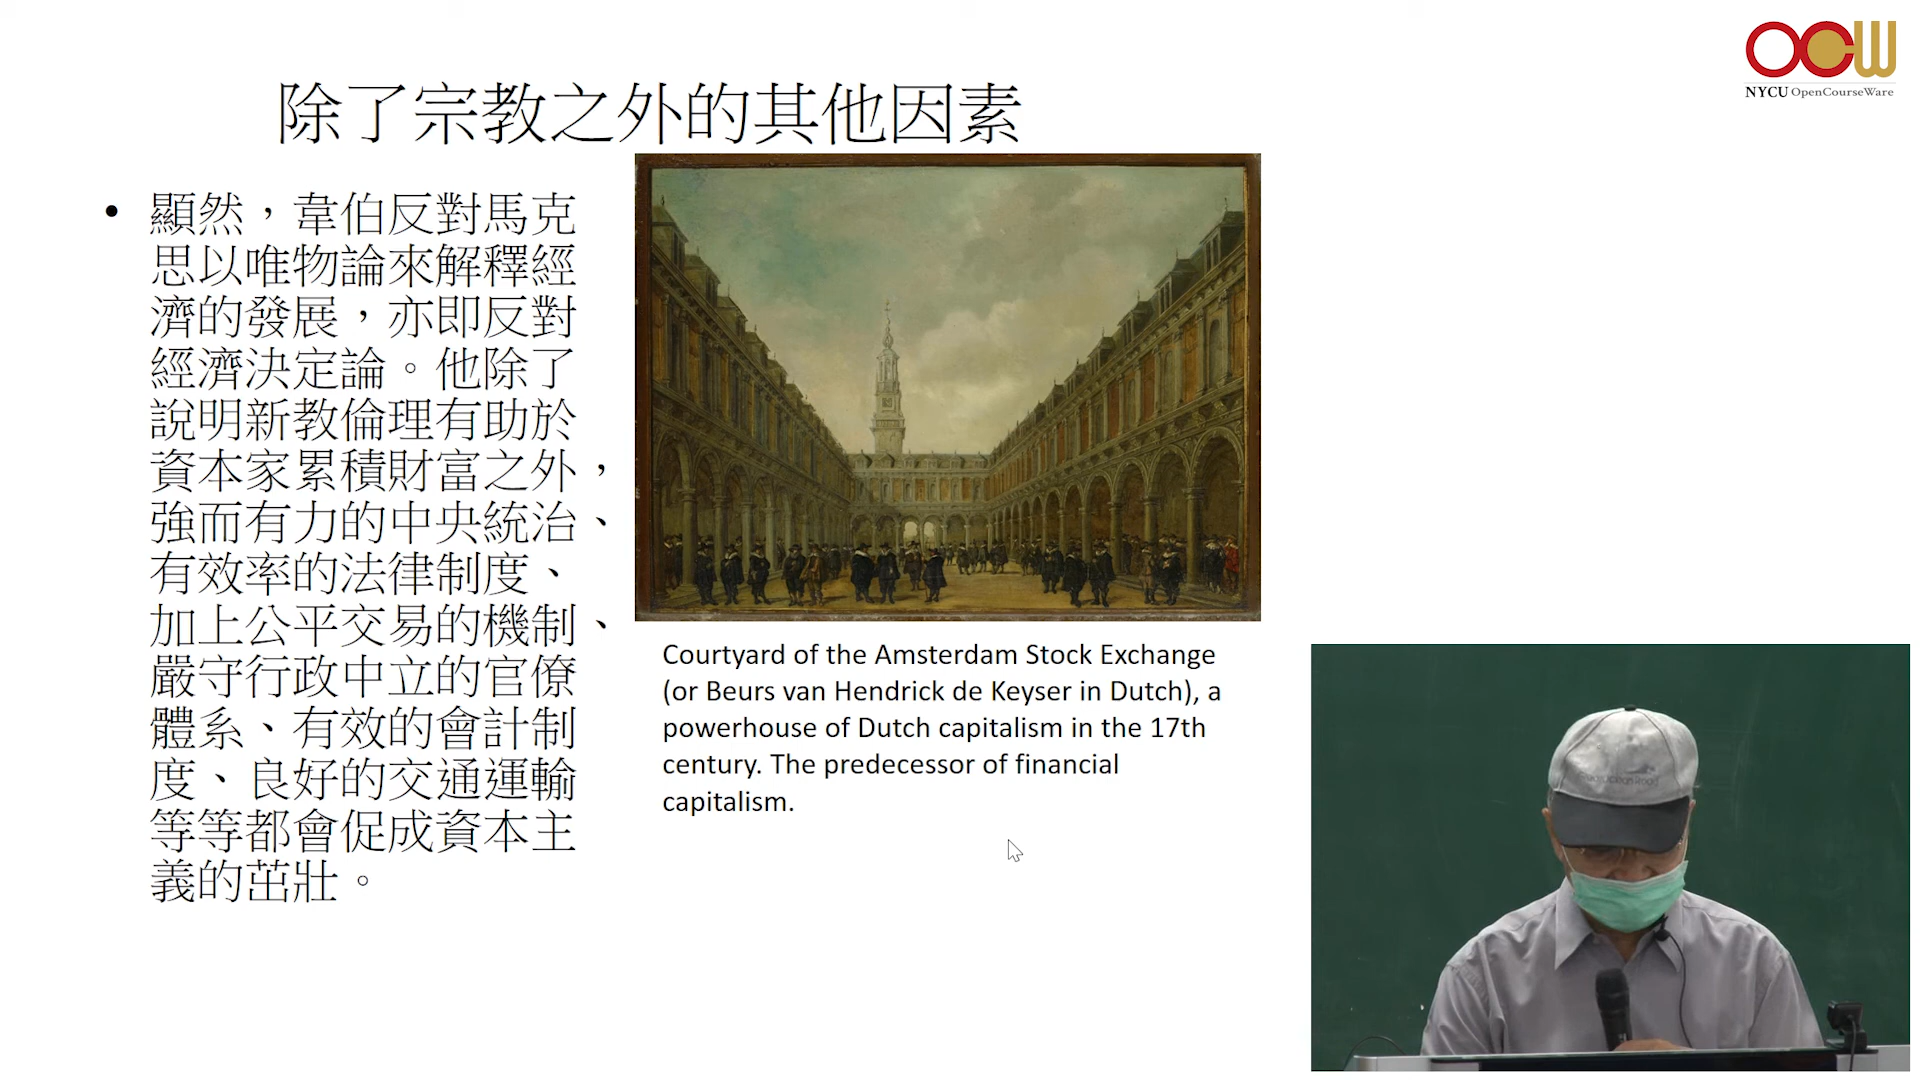 OCW
NYCU OpenCourseWare
除了宗教之外的其他因素
• 顯然，韋伯反對馬克
思以唯物論來解釋經
濟的發展，亦即反對
經濟決定論。他除了
說明新教倫理有助於
資本家累積財富之外，
強而有力的中央統治、
有效率的法律制度、
加上公平交易的機制、
嚴守行政中立的官僚
體系、有效的會計制
度、良好的交通運輸
等等都會促成資本主
義的茁壯。
Courtyard of the Amsterdam Stock Exchange
(or Beurs van Hendrick de Keyser in Dutch), a
powerhouse of Dutch capitalism in the 17th
century. The predecessor of financial
capitalism.